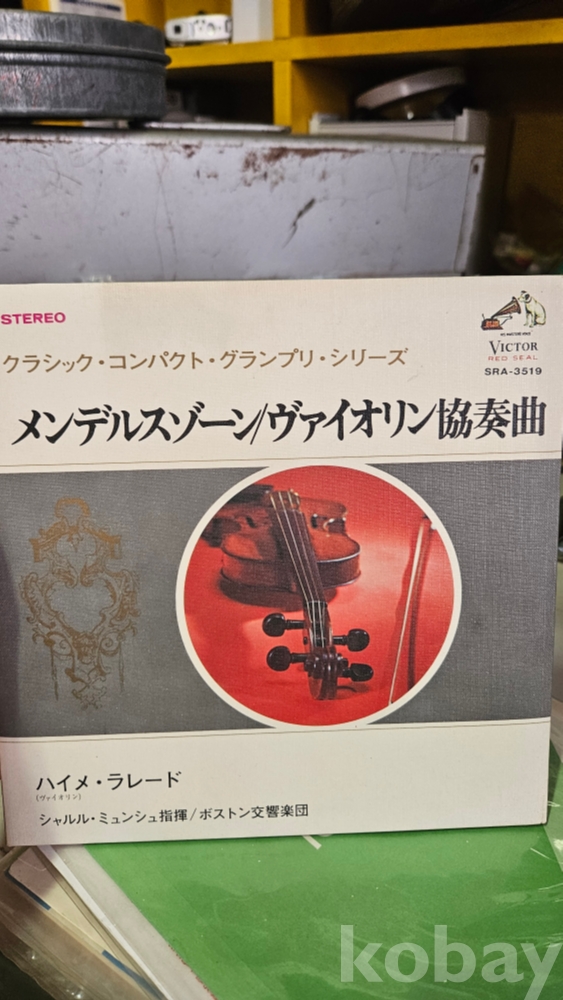 STEREO
HIS MASTER'S VOICE
VICTOR
RED SEAL
SRA-3519
クラシック・コンパクト・グランプリ・シリーズ
メンデルスゾーン/ヴァイオリン協奏曲
ハイメ・ラレード
(ヴァイオリン)
シャルル・ミュンシュ指揮/ボストン交響楽団
kobay